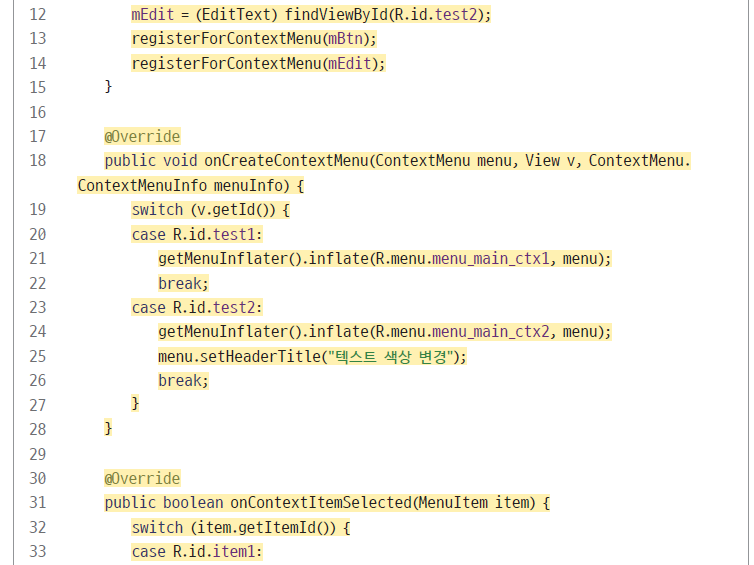 12 mEdit = (EditText) findViewById(R.id.test2);
13 registerForContextMenu(mBtn);
14 registerForContextMenu(mEdit);
15 }
16
17 @Override
18 public void onCreateContextMenu(ContextMenu menu, View v, ContextMenu.
ContextMenuInfo menuInfo) {
19 switch (v.getId()) {
20 case R.id.test1:
21 getMenuInflater().inflate(R.menu.menu_main_ctx1, menu);
22 break;
23 case R.id.test2:
24 getMenuInflater().inflate(R.menu.menu_main_ctx2, menu);
25 menu.setHeaderTitle("텍스트 색상 변경");
26 break;
27 }
28 }
29
30 @Override
31 public boolean onContextItemSelected(MenuItem item) {
32 switch (item.getItemId()) {
33 case R.id.item1: